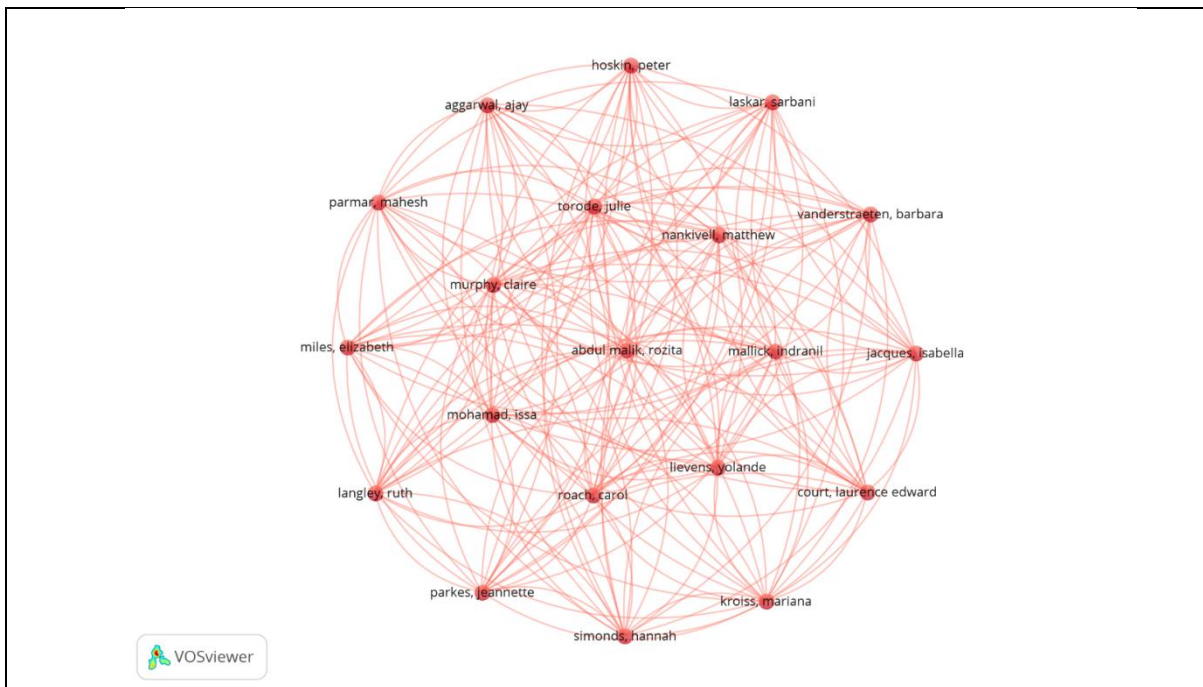 hoskin, peter
laskar, sarbani
aggarwal, ajay
parmar, mahesh
torode, julie
vanderstraeten, barbara
nankivell, matthew
murphy, claire
miles, elizabeth
abdul malik, rozita
mallick, indranil
jacques, isabella
mohamad, issa
lievens, yolande
langley, ruth
roach, carol
court, laurence edward
parkes, jeannette
kroiss, mariana
simonds, hannah
VOSviewer